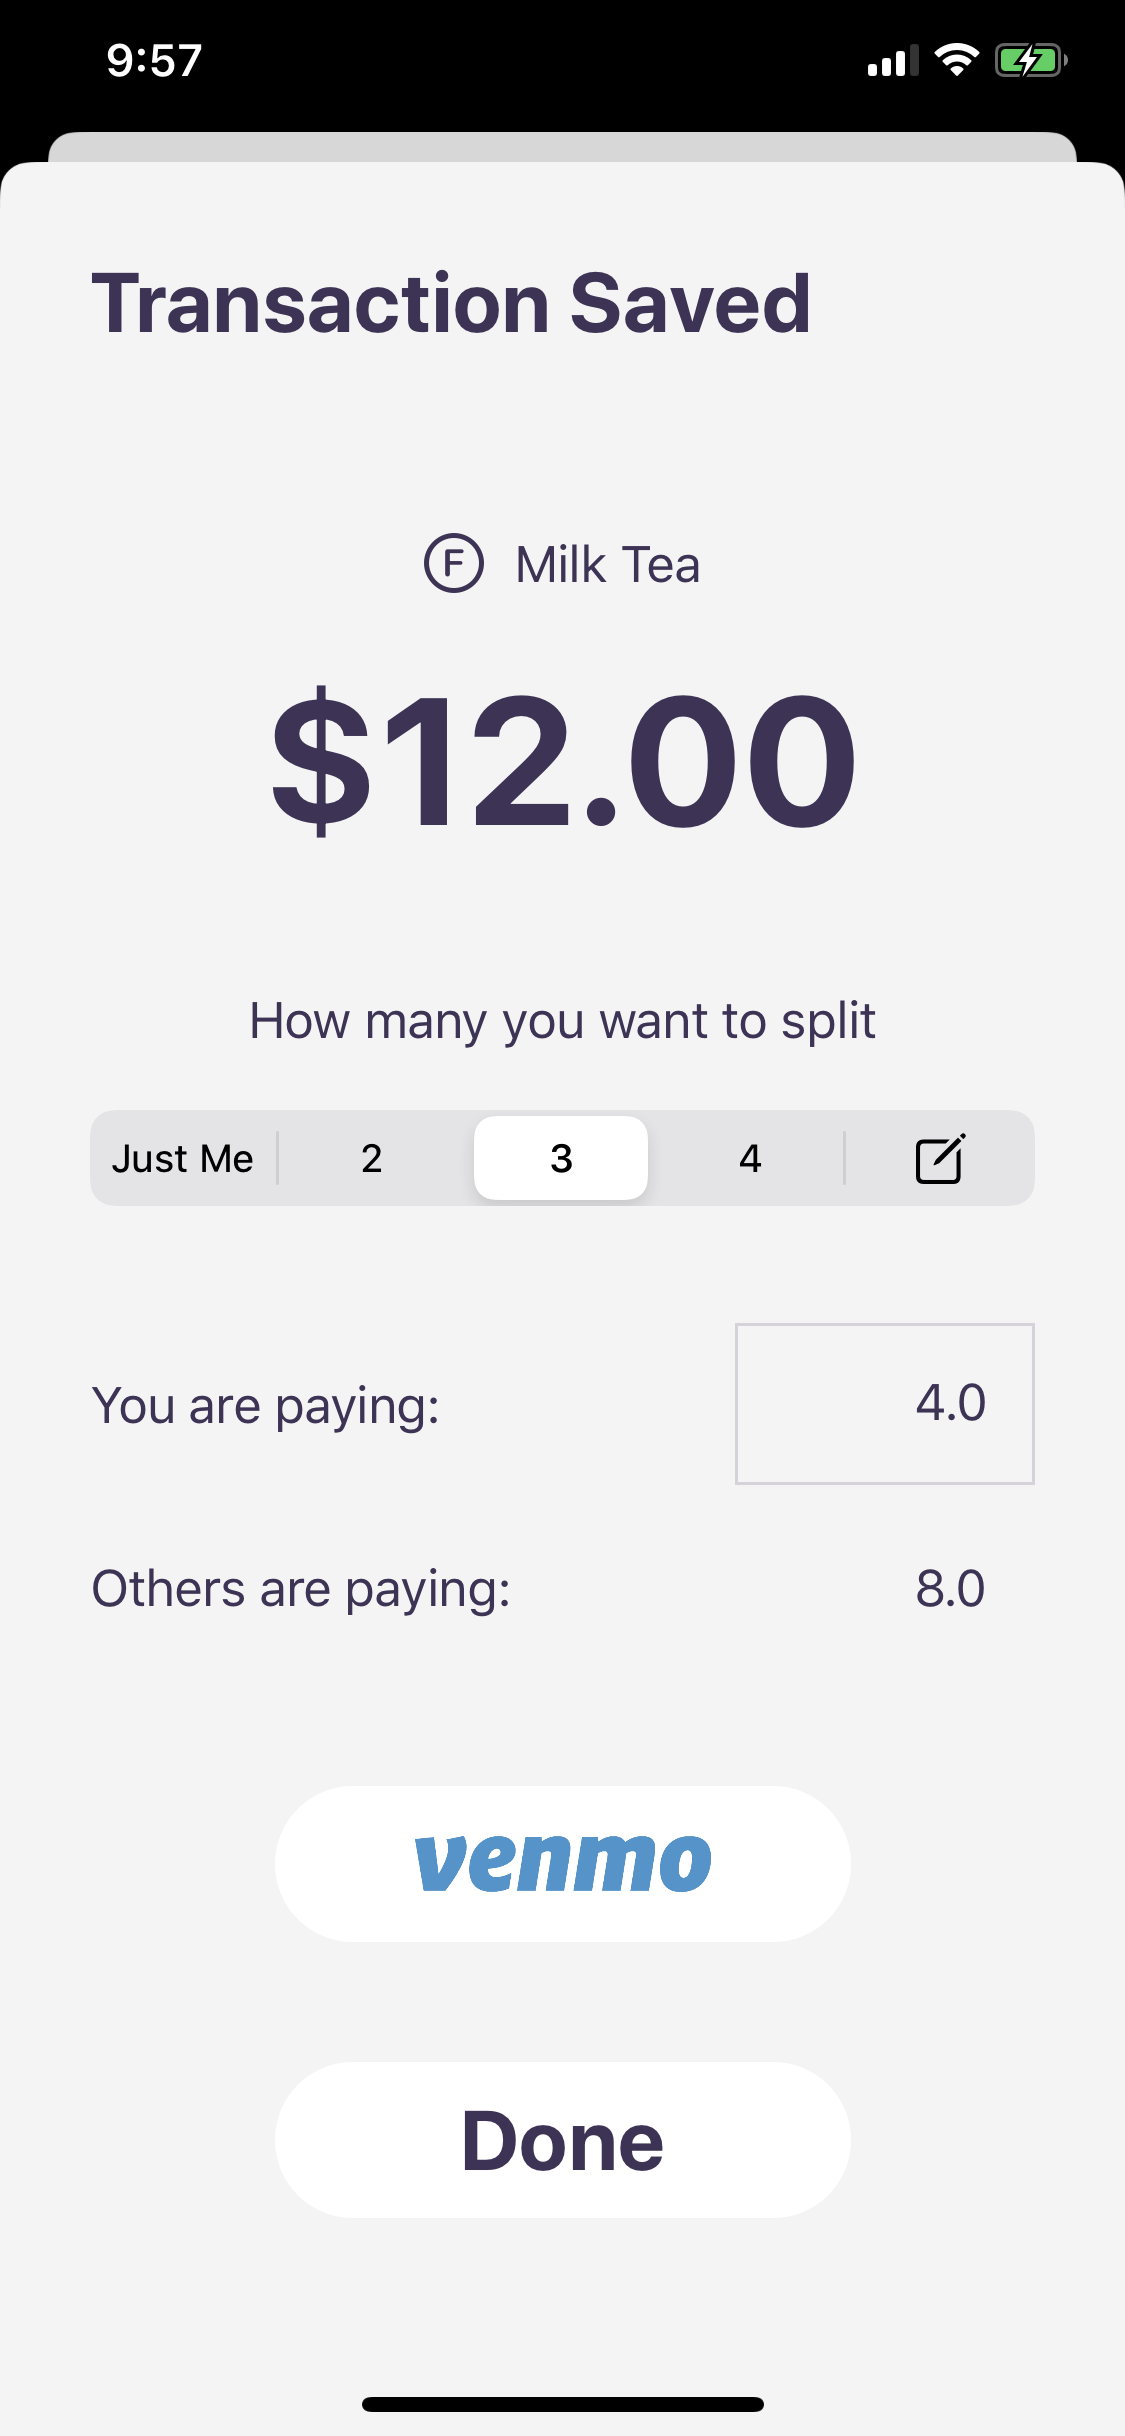 9:57
Transaction Saved
F Milk Tea
$12.00
How many you want to split
Just Me 2 3 4
You are paying: 4.0
Others are paying: 8.0
venmo
Done